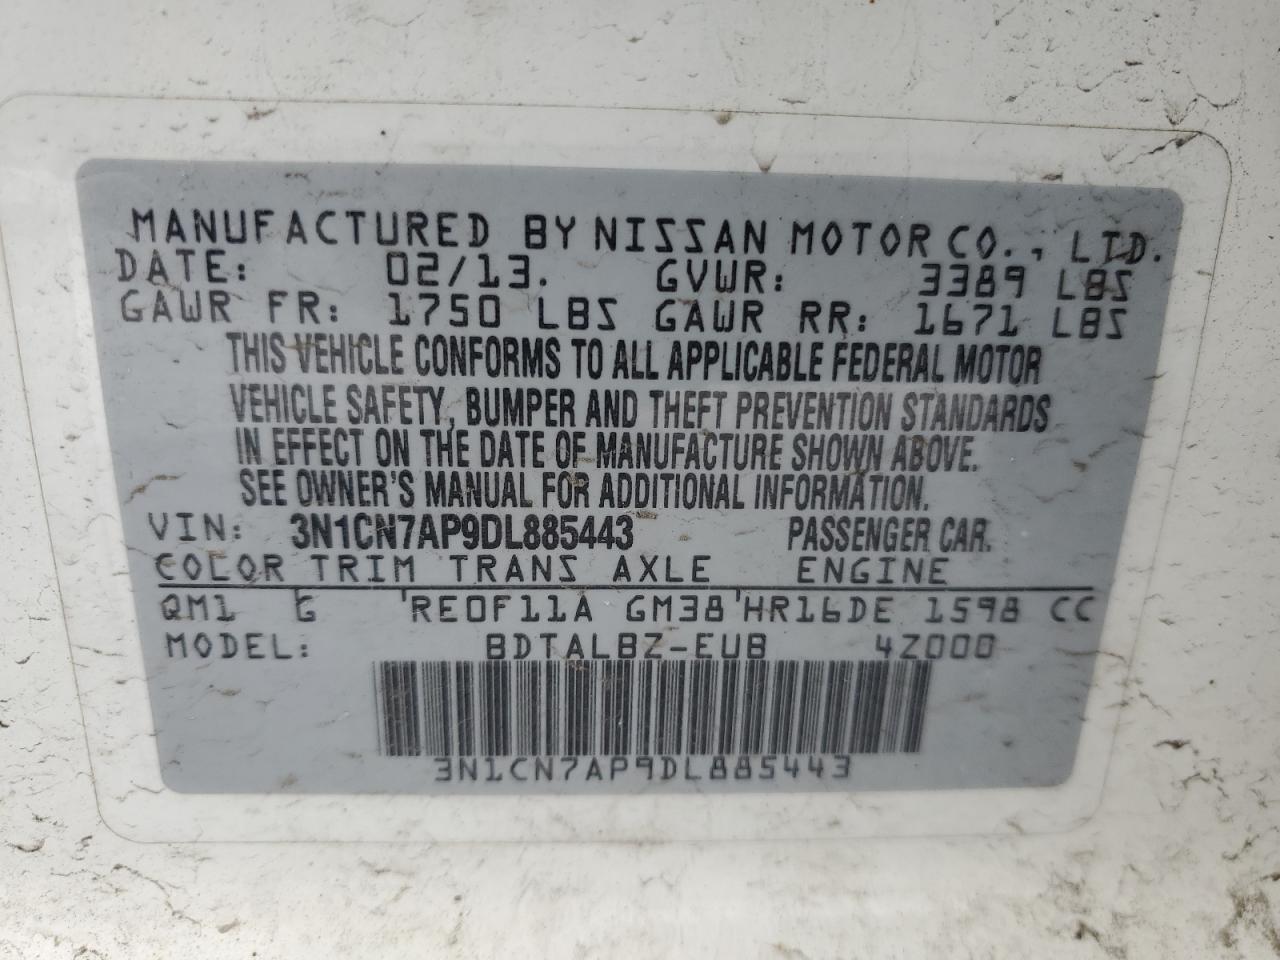 MANUFACTURED BY NISSAN MOTOR CO., LTD.
DATE: 02/13. GVWR: 3389 LBS
GAWR FR: 1750 LBS GAWR RR: 1671 LBS
THIS VEHICLE CONFORMS TO ALL APPLICABLE FEDERAL MOTOR
VEHICLE SAFETY, BUMPER AND THEFT PREVENTION STANDARDS
IN EFFECT ON THE DATE OF MANUFACTURE SHOWN ABOVE.
SEE OWNER'S MANUAL FOR ADDITIONAL INFORMATION.
VIN: 3N1CN7AP9DL885443 PASSENGER CAR.
COLOR TRIM TRANS AXLE ENGINE
QM1 G RE0F11A GM38 HR16DE 1598 CC
MODEL: BDTALBZ-EUB 4Z000
3N1CN7AP9DL885443